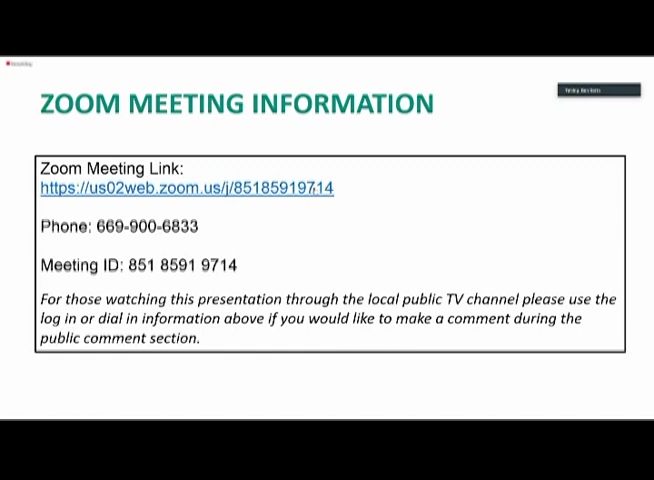 ZOOM MEETING INFORMATION
Zoom Meeting Link:
https://us02web.zoom.us/j/85185919714
Phone: 669-900-6833
Meeting ID: 851 8591 9714
For those watching this presentation through the local public TV channel please use the
log in or dial in information above if you would like to make a comment during the
public comment section.